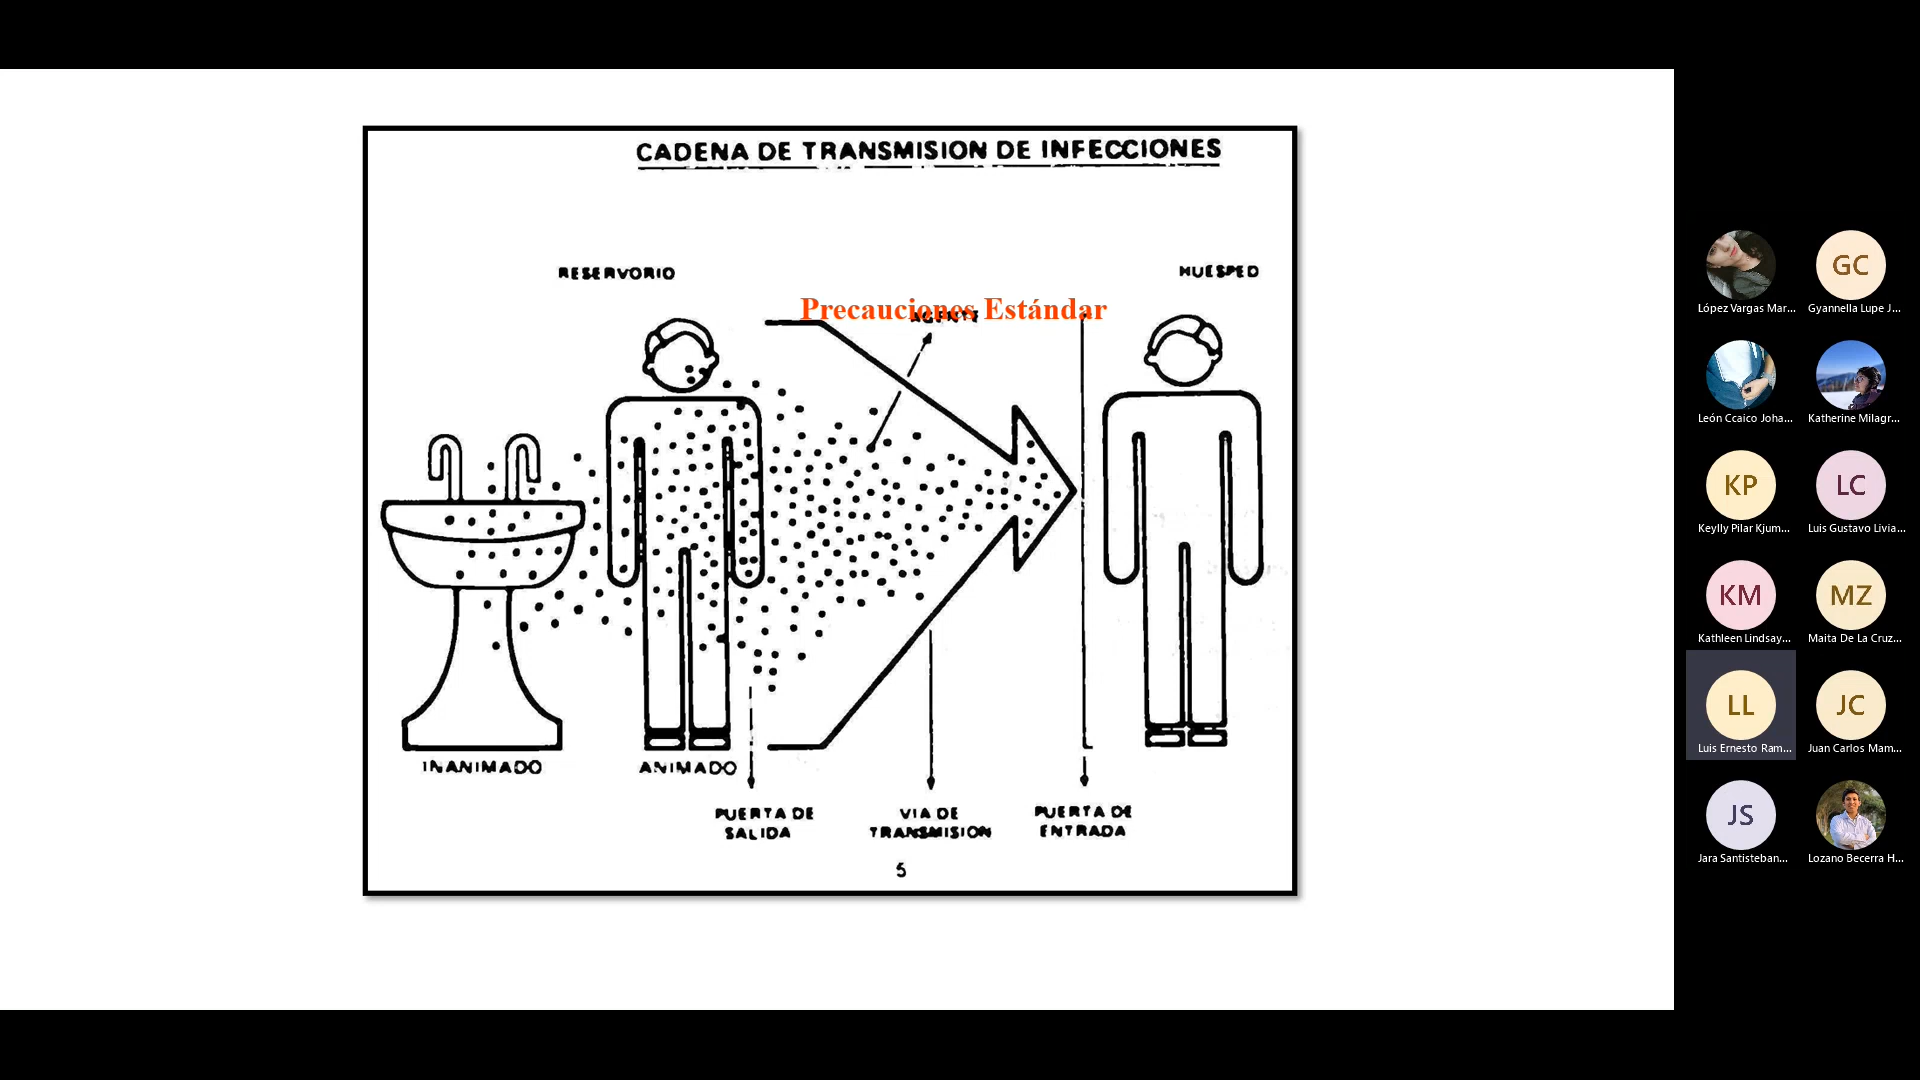 CADENA DE TRANSMISION DE INFECCIONES
RESERVORIO
HUESPED
Precauciones Estándar
AGENTE
INANIMADO
ANIMADO
PUERTA DE
SALIDA
VIA DE
TRANSMISION
PUERTA DE
ENTRADA
5
López Vargas Mar...
GC
Gyannella Lupe J...
León Ccaico Joha...
Katherine Milagr...
KP
Keylly Pilar Kjum...
LC
Luis Gustavo Livia...
KM
Kathleen Lindsay...
MZ
Maita De La Cruz...
LL
Luis Ernesto Ram...
JC
Juan Carlos Mam...
JS
Jara Santisteban...
Lozano Becerra H...